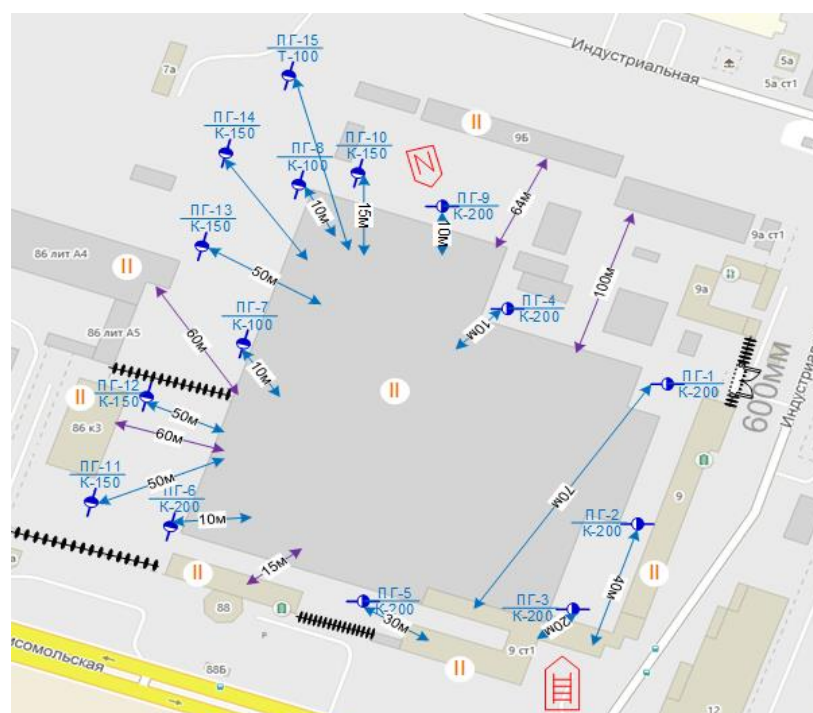 ПГ-15
Т-100
Индустриальная
7а
5а
5а ст1
ПГ-14
К-150
II
9Б
ПГ-8
К-100
ПГ-10
К-150
N
10м
15м
ПГ-9
К-200
10м
64м
ПГ-13
К-150
9а ст1
86 лит А4
II
50м
100м
9а
ПГ-7
К-100
ПГ-4
К-200
10м
86 лит А5
60м
10м
ПГ-12
К-150
II
II
ПГ-1
К-200
600мм
50м
86 к3
60м
Индустриальн
ПГ-11
К-150
50м
ПГ-6
К-200
10м
70м
9
ПГ-2
К-200
II
15м
II
40м
88
ПГ-5
К-200
ПГ-3
К-200
20м
30м
Р
9 ст1
омсомольская
88Б
II
12